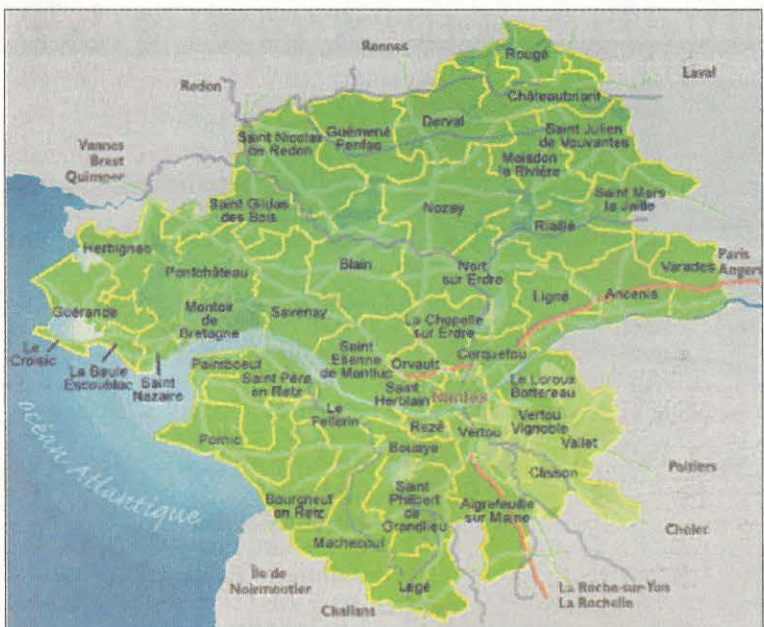 Rennes
Rougé
Laval
Redon
Châteaubriant
Derval
Guémené
Penfao
Saint Nicolas
de Redon
Saint Julien
de Vouvantes
Moisdon
la Rivière
Vannes
Brest
Quimper
Saint Gildas
des Bois
Nozay
Saint Mars
la Jaille
Riaillé
Herbignac
Pontchâteau
Blain
Nort
sur Erdre
Varades
Paris
Angers
Ligné
Ancenis
Guérande
Montoir
de
Bretagne
Savenay
La Chapelle
sur Erdre
Le
Croisic
La Baule
Escoublac
Saint
Nazaire
Paimboeuf
Saint
Etienne
de Montluc
Orvault
Carquefou
Saint Père
en Retz
Saint
Herblain
Nantes
Le Loroux
Bottereau
Le
Pellerin
Rezé
Vertou
Vertou
Vignoble
Vallet
Pornic
Bouaye
Clisson
Poitiers
océan Atlantique
Bourgneuf
en Retz
Saint
Philbert
de
Grandlieu
Aigrefeuille
sur Maine
Cholet
Machecoul
Île de
Noirmoutier
Legé
Challans
La Roche-sur-Yon
La Rochelle